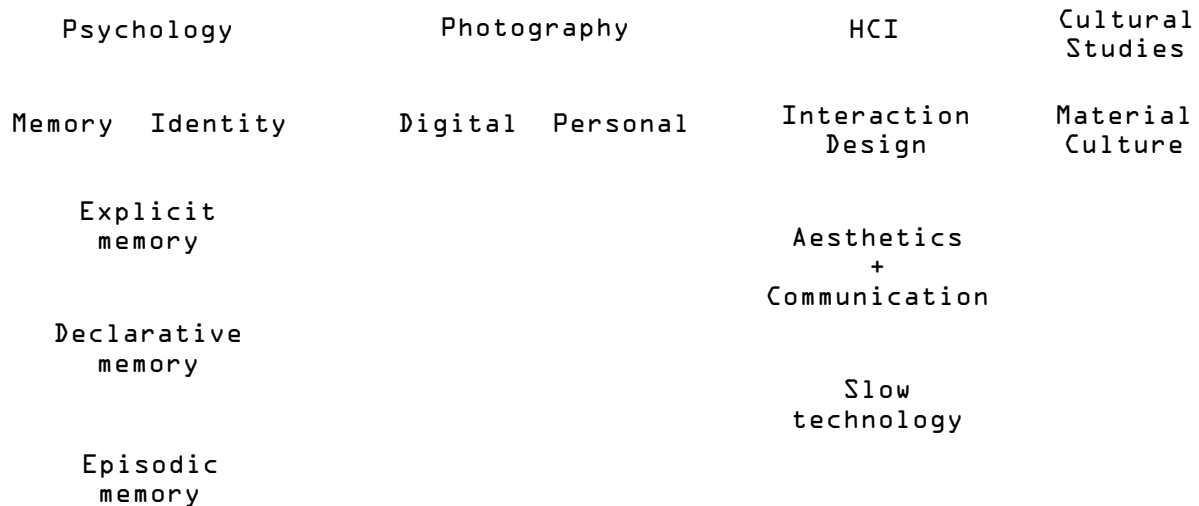 Psychology Photography HCI Cultural
Studies
Memory Identity Digital Personal Interaction
Design Material
Culture
Explicit
memory
Aesthetics
+
Communication
Declarative
memory
Slow
technology
Episodic
memory